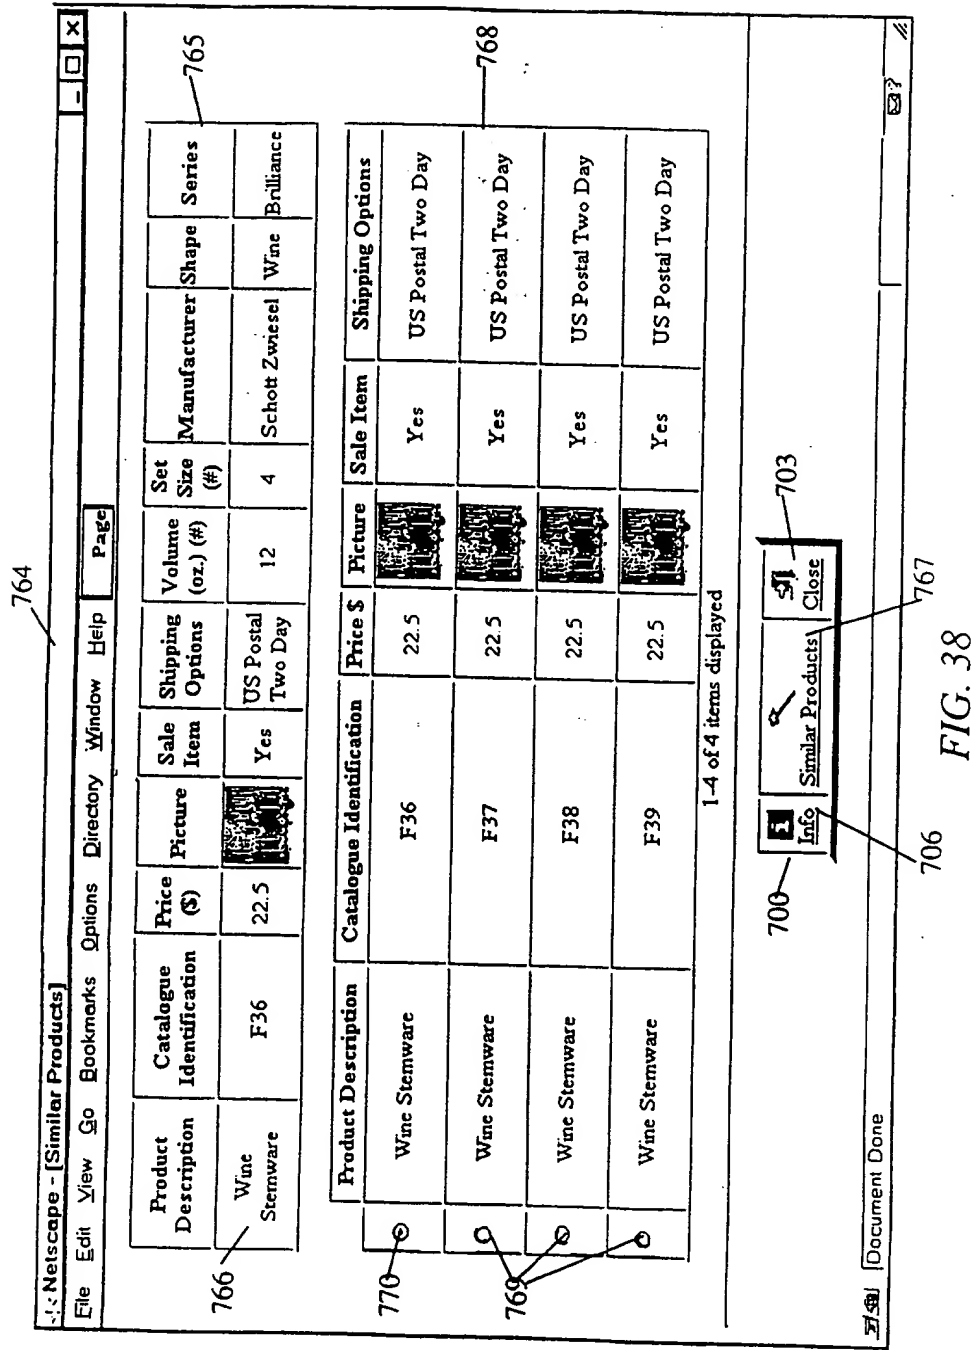 764
Netscape - [Similar Products]
File Edit View Go Bookmarks Options Directory Window Help Page
765
Product Description Catalogue Identification Price ($) Picture Sale Item Shipping Options Volume (oz.) (#) Set Size (#) Manufacturer Shape Series
Wine Stemware F36 22.5 Yes US Postal Two Day 12 4 Schott Zwiesel Wine Brilliance
766
768
Product Description Catalogue Identification Price $ Picture Sale Item Shipping Options
Wine Stemware F36 22.5 Yes US Postal Two Day
Wine Stemware F37 22.5 Yes US Postal Two Day
Wine Stemware F38 22.5 Yes US Postal Two Day
Wine Stemware F39 22.5 Yes US Postal Two Day
770
769
1-4 of 4 items displayed
700
703
Info Similar Products Close
706
767
Document Done
?
FIG. 38